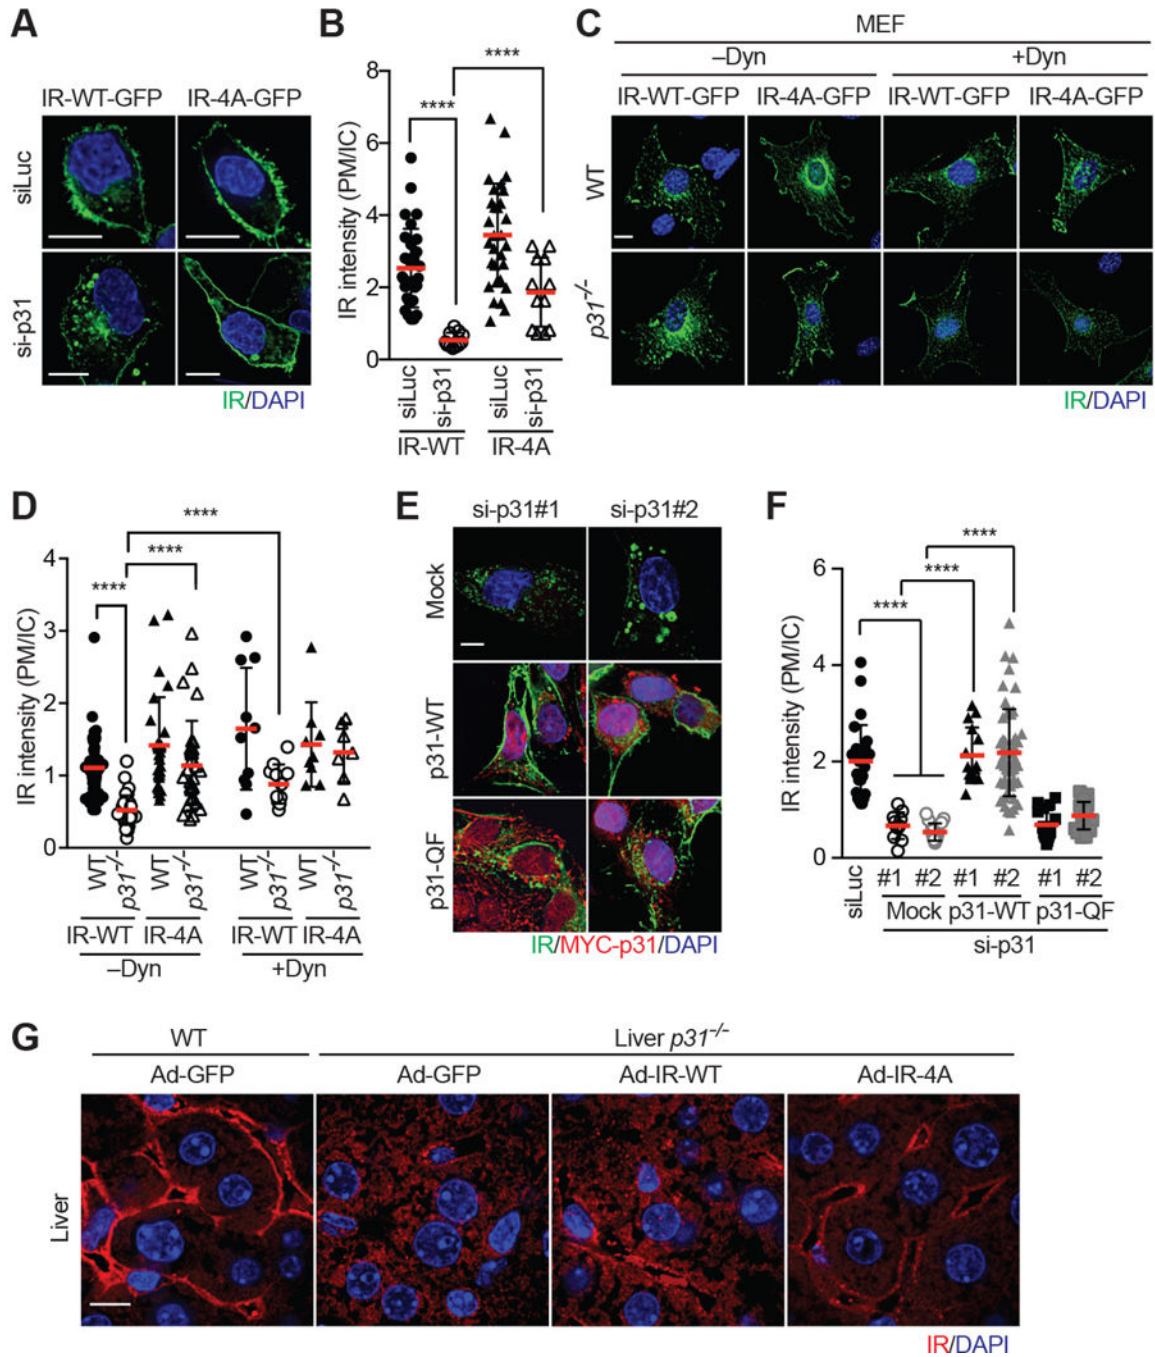 A
IR-WT-GFP IR-4A-GFP
siLuc
si-p31
IR/DAPI
B
IR intensity (PM/IC)
8
6
4
2
0
****
****
siLuc
si-p31
siLuc
si-p31
IR-WT IR-4A
C
MEF
–Dyn +Dyn
IR-WT-GFP IR-4A-GFP IR-WT-GFP IR-4A-GFP
WT
p31-/-
IR/DAPI
D
IR intensity (PM/IC)
4
3
2
1
0
****
****
****
WT
p31-/-
WT
p31-/-
WT
p31-/-
WT
p31-/-
IR-WT IR-4A IR-WT IR-4A
–Dyn +Dyn
E
si-p31#1 si-p31#2
Mock
p31-WT
p31-QF
IR/MYC-p31/DAPI
F
IR intensity (PM/IC)
6
4
2
0
****
****
****
siLuc
#1 #2 #1 #2 #1 #2
Mock p31-WT p31-QF
si-p31
G
WT Liver p31-/-
Ad-GFP Ad-GFP Ad-IR-WT Ad-IR-4A
Liver
IR/DAPI